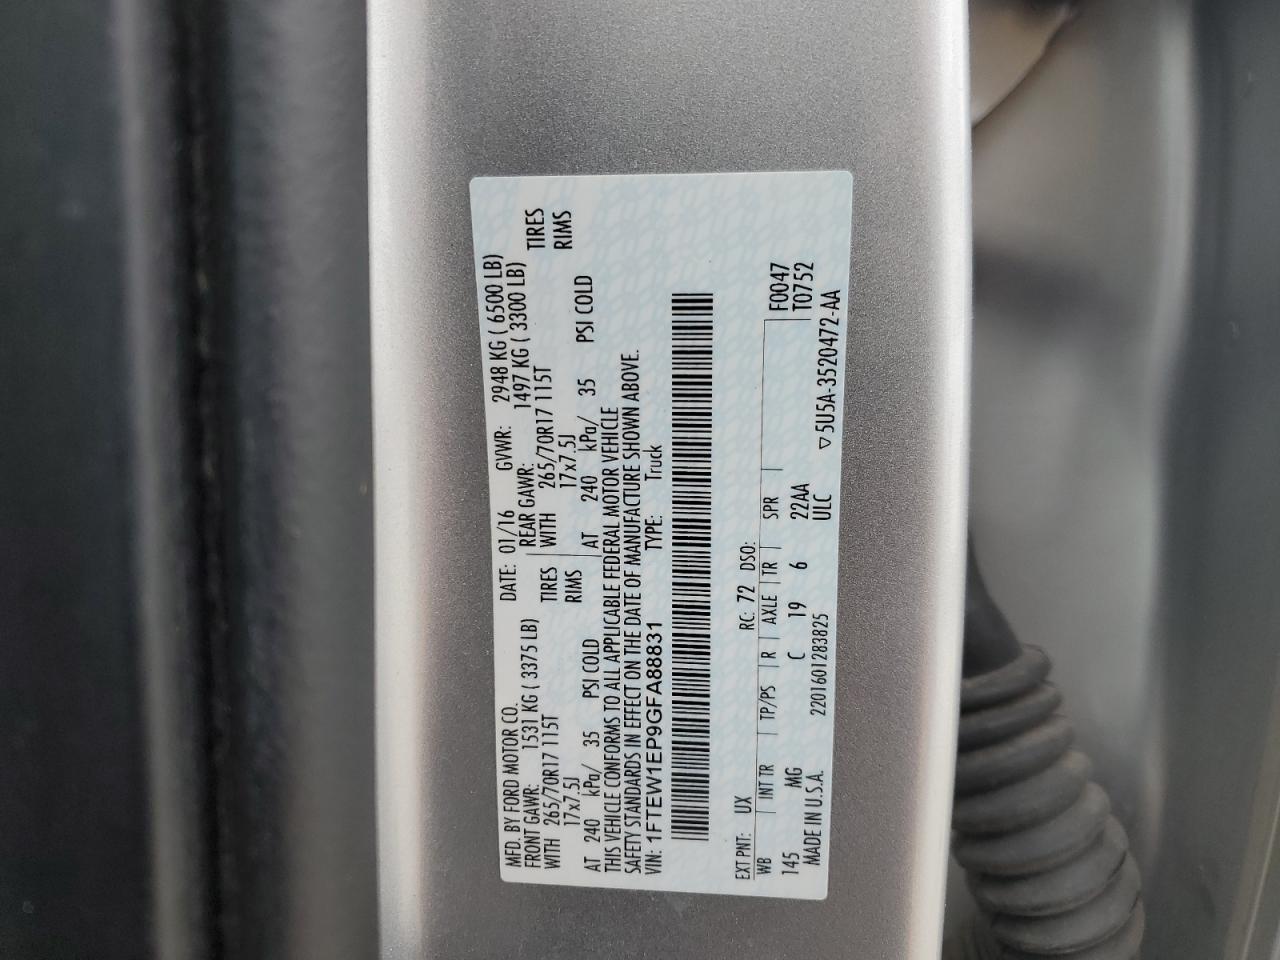 MFD. BY FORD MOTOR CO. DATE: 01/16 GVWR: 2948 KG ( 6500 LB)
FRONT GAWR: 1531 KG ( 3375 LB) REAR GAWR: 1497 KG ( 3300 LB)
WITH 265/70R17 115T TIRES WITH 265/70R17 115T TIRES
17x7.5J RIMS 17x7.5J RIMS
AT 240 kPa/ 35 PSI COLD AT 240 kPa/ 35 PSI COLD
THIS VEHICLE CONFORMS TO ALL APPLICABLE FEDERAL MOTOR VEHICLE
SAFETY STANDARDS IN EFFECT ON THE DATE OF MANUFACTURE SHOWN ABOVE.
VIN: 1FTEW1EP9GFA88831 TYPE: Truck
EXT PNT: UX RC: 72 DSO: F0047
WB INT TR TP/PS R AXLE TR SPR T0752
145 MG C 19 6 22AA
MADE IN U.S.A. 2201601283825 ULC ▽5U5A-3520472-AA